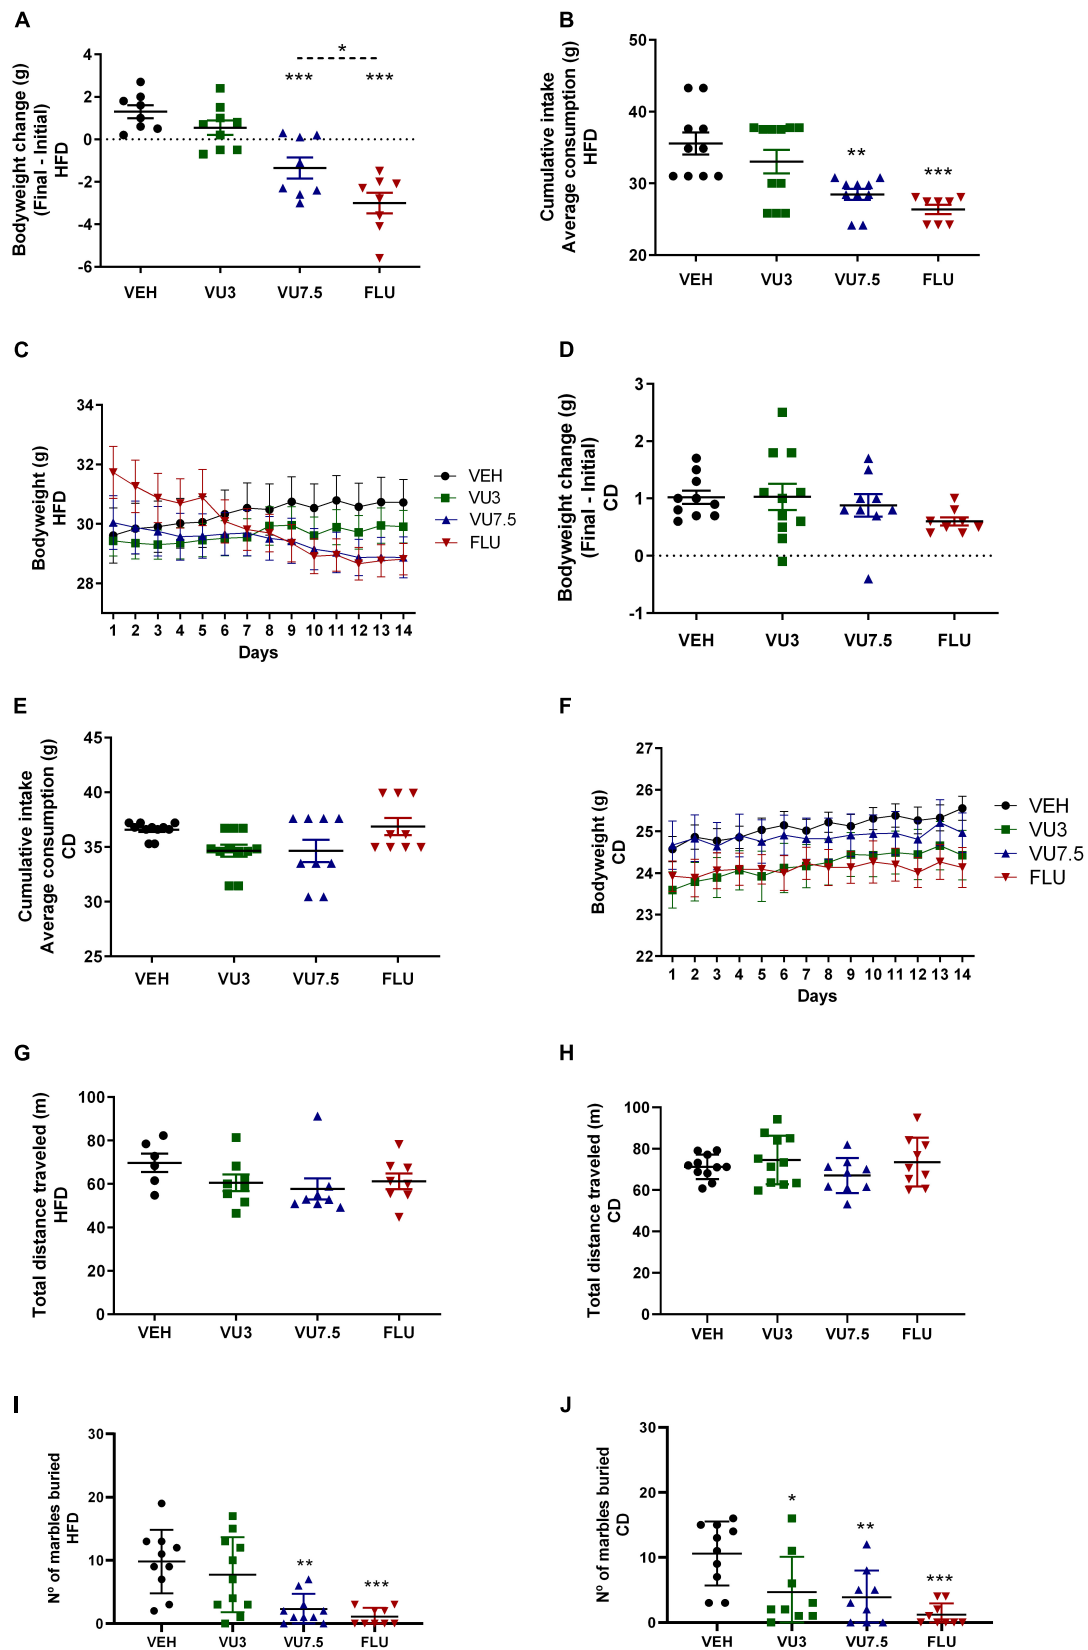 A
Bodyweight change (g)
(Final - Initial)
HFD
4
2
0
-2
-4
-6
*
***
***
VEH VU3 VU7.5 FLU
B
Cumulative intake
Average consumption (g)
HFD
50
40
30
20
**
***
VEH VU3 VU7.5 FLU
C
Bodyweight (g)
HFD
34
32
30
28
1 2 3 4 5 6 7 8 9 10 11 12 13 14
Days
VEH
VU3
VU7.5
FLU
D
Bodyweight change (g)
(Final - Initial)
CD
3
2
1
0
-1
VEH VU3 VU7.5 FLU
E
Cumulative intake
Average consumption (g)
CD
45
40
35
30
25
VEH VU3 VU7.5 FLU
F
Bodyweight (g)
CD
27
26
25
24
23
22
1 2 3 4 5 6 7 8 9 10 11 12 13 14
Days
VEH
VU3
VU7.5
FLU
G
Total distance traveled (m)
HFD
100
80
60
40
20
0
VEH VU3 VU7.5 FLU
H
Total distance traveled (m)
CD
100
80
60
40
20
0
VEH VU3 VU7.5 FLU
I
Nº of marbles buried
HFD
30
20
10
0
**
***
VEH VU3 VU7.5 FLU
J
Nº of marbles buried
CD
30
20
10
0
*
**
***
VEH VU3 VU7.5 FLU